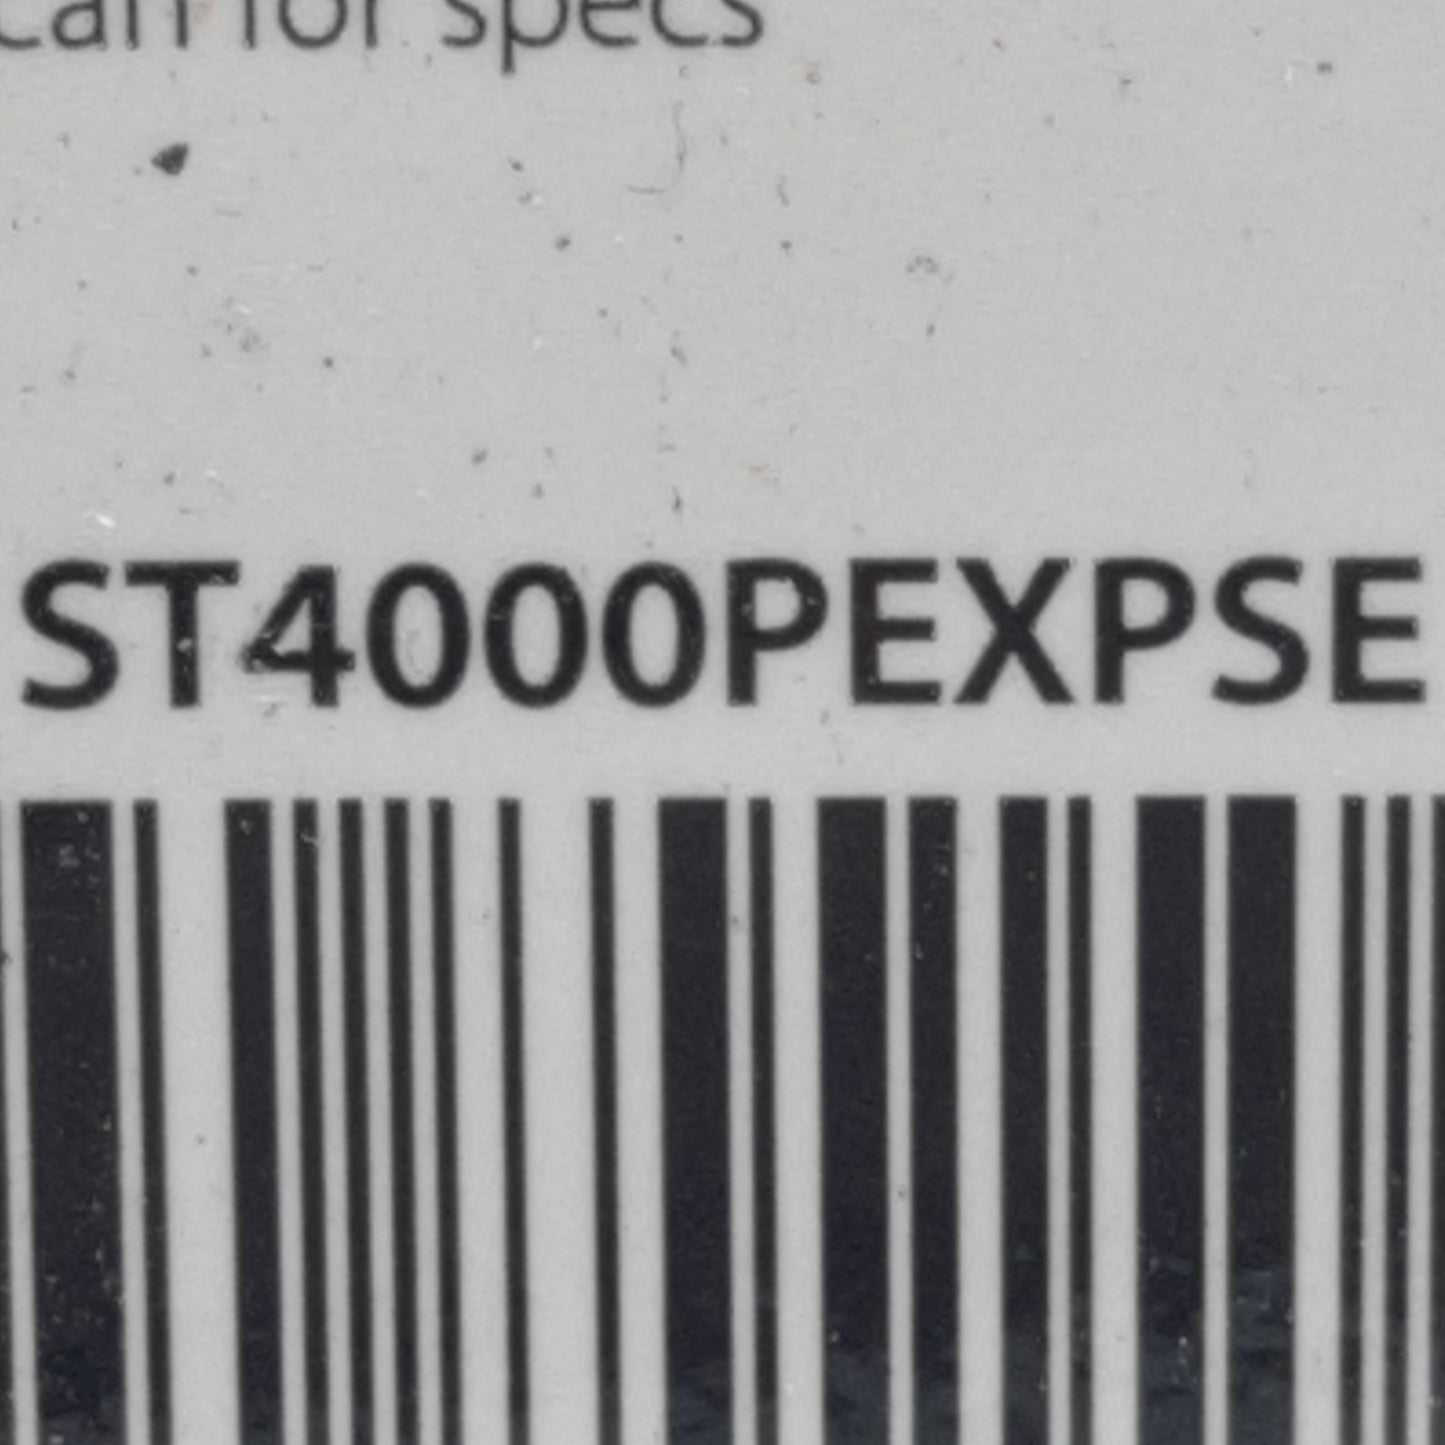 can for specs
ST4000PEXPSE